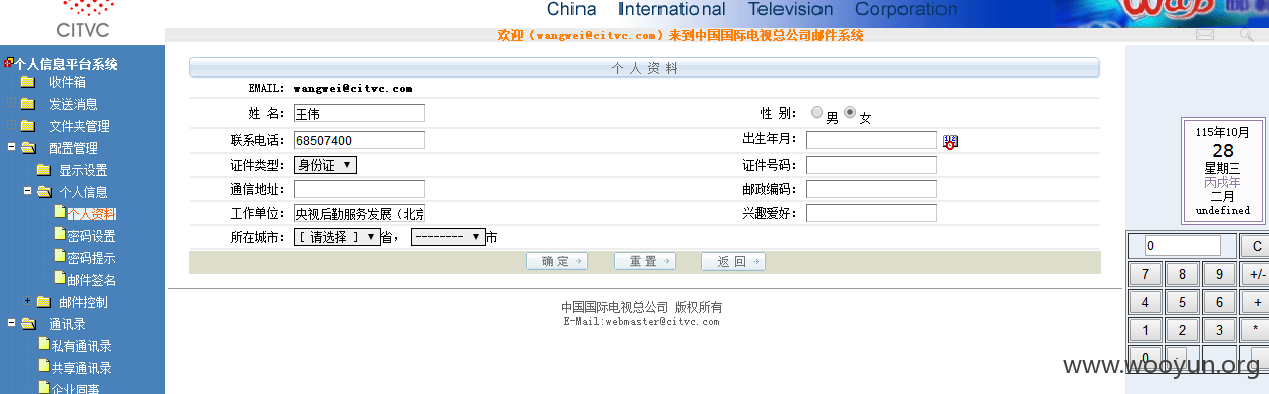 CITVC
China International Television Corporation
欢迎（wangwei@citvc.com）来到中国国际电视总公司邮件系统
个人信息平台系统
收件箱
发送消息
文件夹管理
配置管理
显示设置
个人信息
个人资料
密码设置
密码提示
邮件签名
邮件控制
通讯录
私有通讯录
共享通讯录
企业同事
个 人 资 料
EMAIL: wangwei@citvc.com
姓 名: 王伟 性 别: 男 女
联系电话: 68507400 出生年月:
证件类型: 身份证 证件号码:
通信地址: 邮政编码:
工作单位: 央视后勤服务发展（北京 兴趣爱好:
所在城市: [ 请选择 ] 省， -------- 市
确 定 重 置 返 回
中国国际电视总公司 版权所有
E-Mail:webmaster@citvc.com
115年10月
28
星期三
丙戌年
二月
undefined
0 C
7 8 9 +/-
4 5 6 +
1 2 3 *
0 .
www.wooyun.org